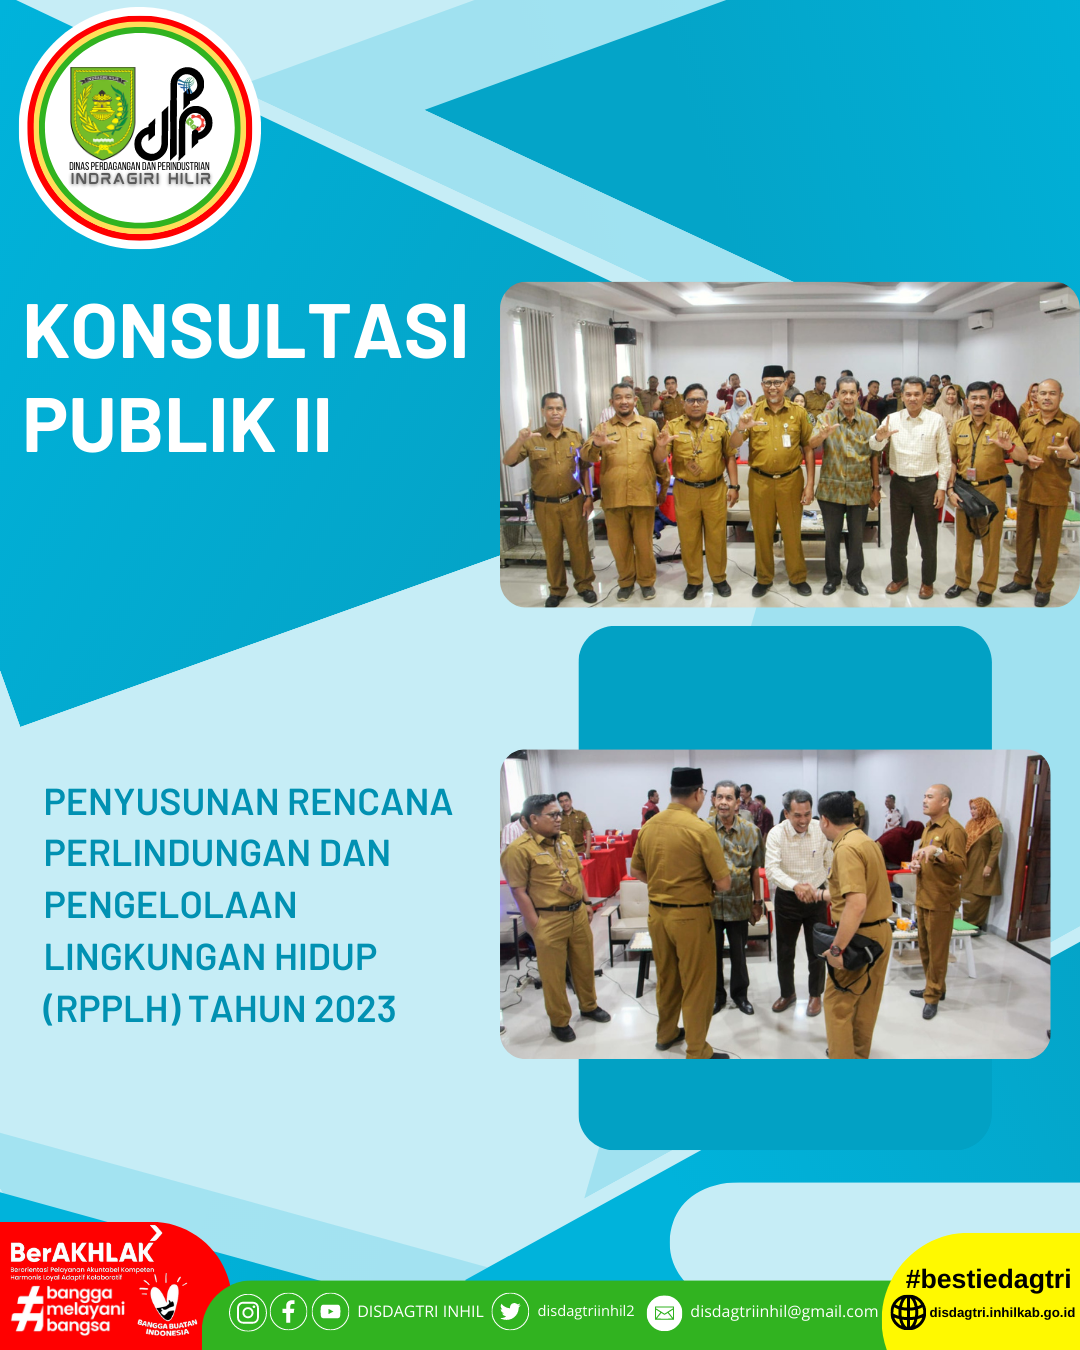 INDRAGIRI HILIR
DINAS PERDAGANGAN DAN PERINDUSTRIAN
INDRAGIRI HILIR
KONSULTASI
PUBLIK II
PENYUSUNAN RENCANA
PERLINDUNGAN DAN
PENGELOLAAN
LINGKUNGAN HIDUP
(RPPLH) TAHUN 2023
BerAKHLAK
Berorientasi Pelayanan Akuntabel Kompeten
Harmonis Loyal Adaptif Kolaboratif
#bangga
melayani
bangsa
BANGGA BUATAN
INDONESIA
DISDAGTRI INHIL
disdagtriinhil2
disdagtriinhil@gmail.com
#bestiedagtri
disdagtri.inhilkab.go.id